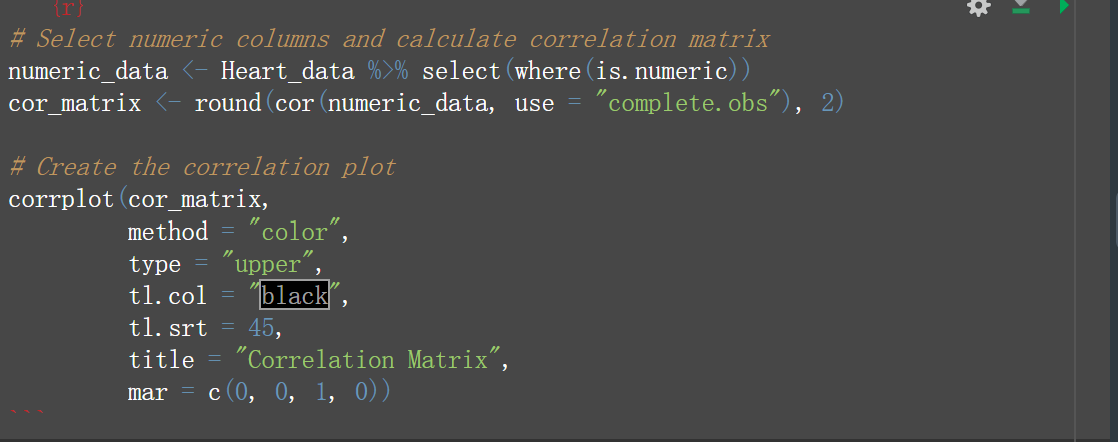 {r}
# Select numeric columns and calculate correlation matrix
numeric_data <- Heart_data %>% select(where(is.numeric))
cor_matrix <- round(cor(numeric_data, use = "complete.obs"), 2)
# Create the correlation plot
corrplot(cor_matrix,
method = "color",
type = "upper",
tl.col = "black",
tl.srt = 45,
title = "Correlation Matrix",
mar = c(0, 0, 1, 0))
```